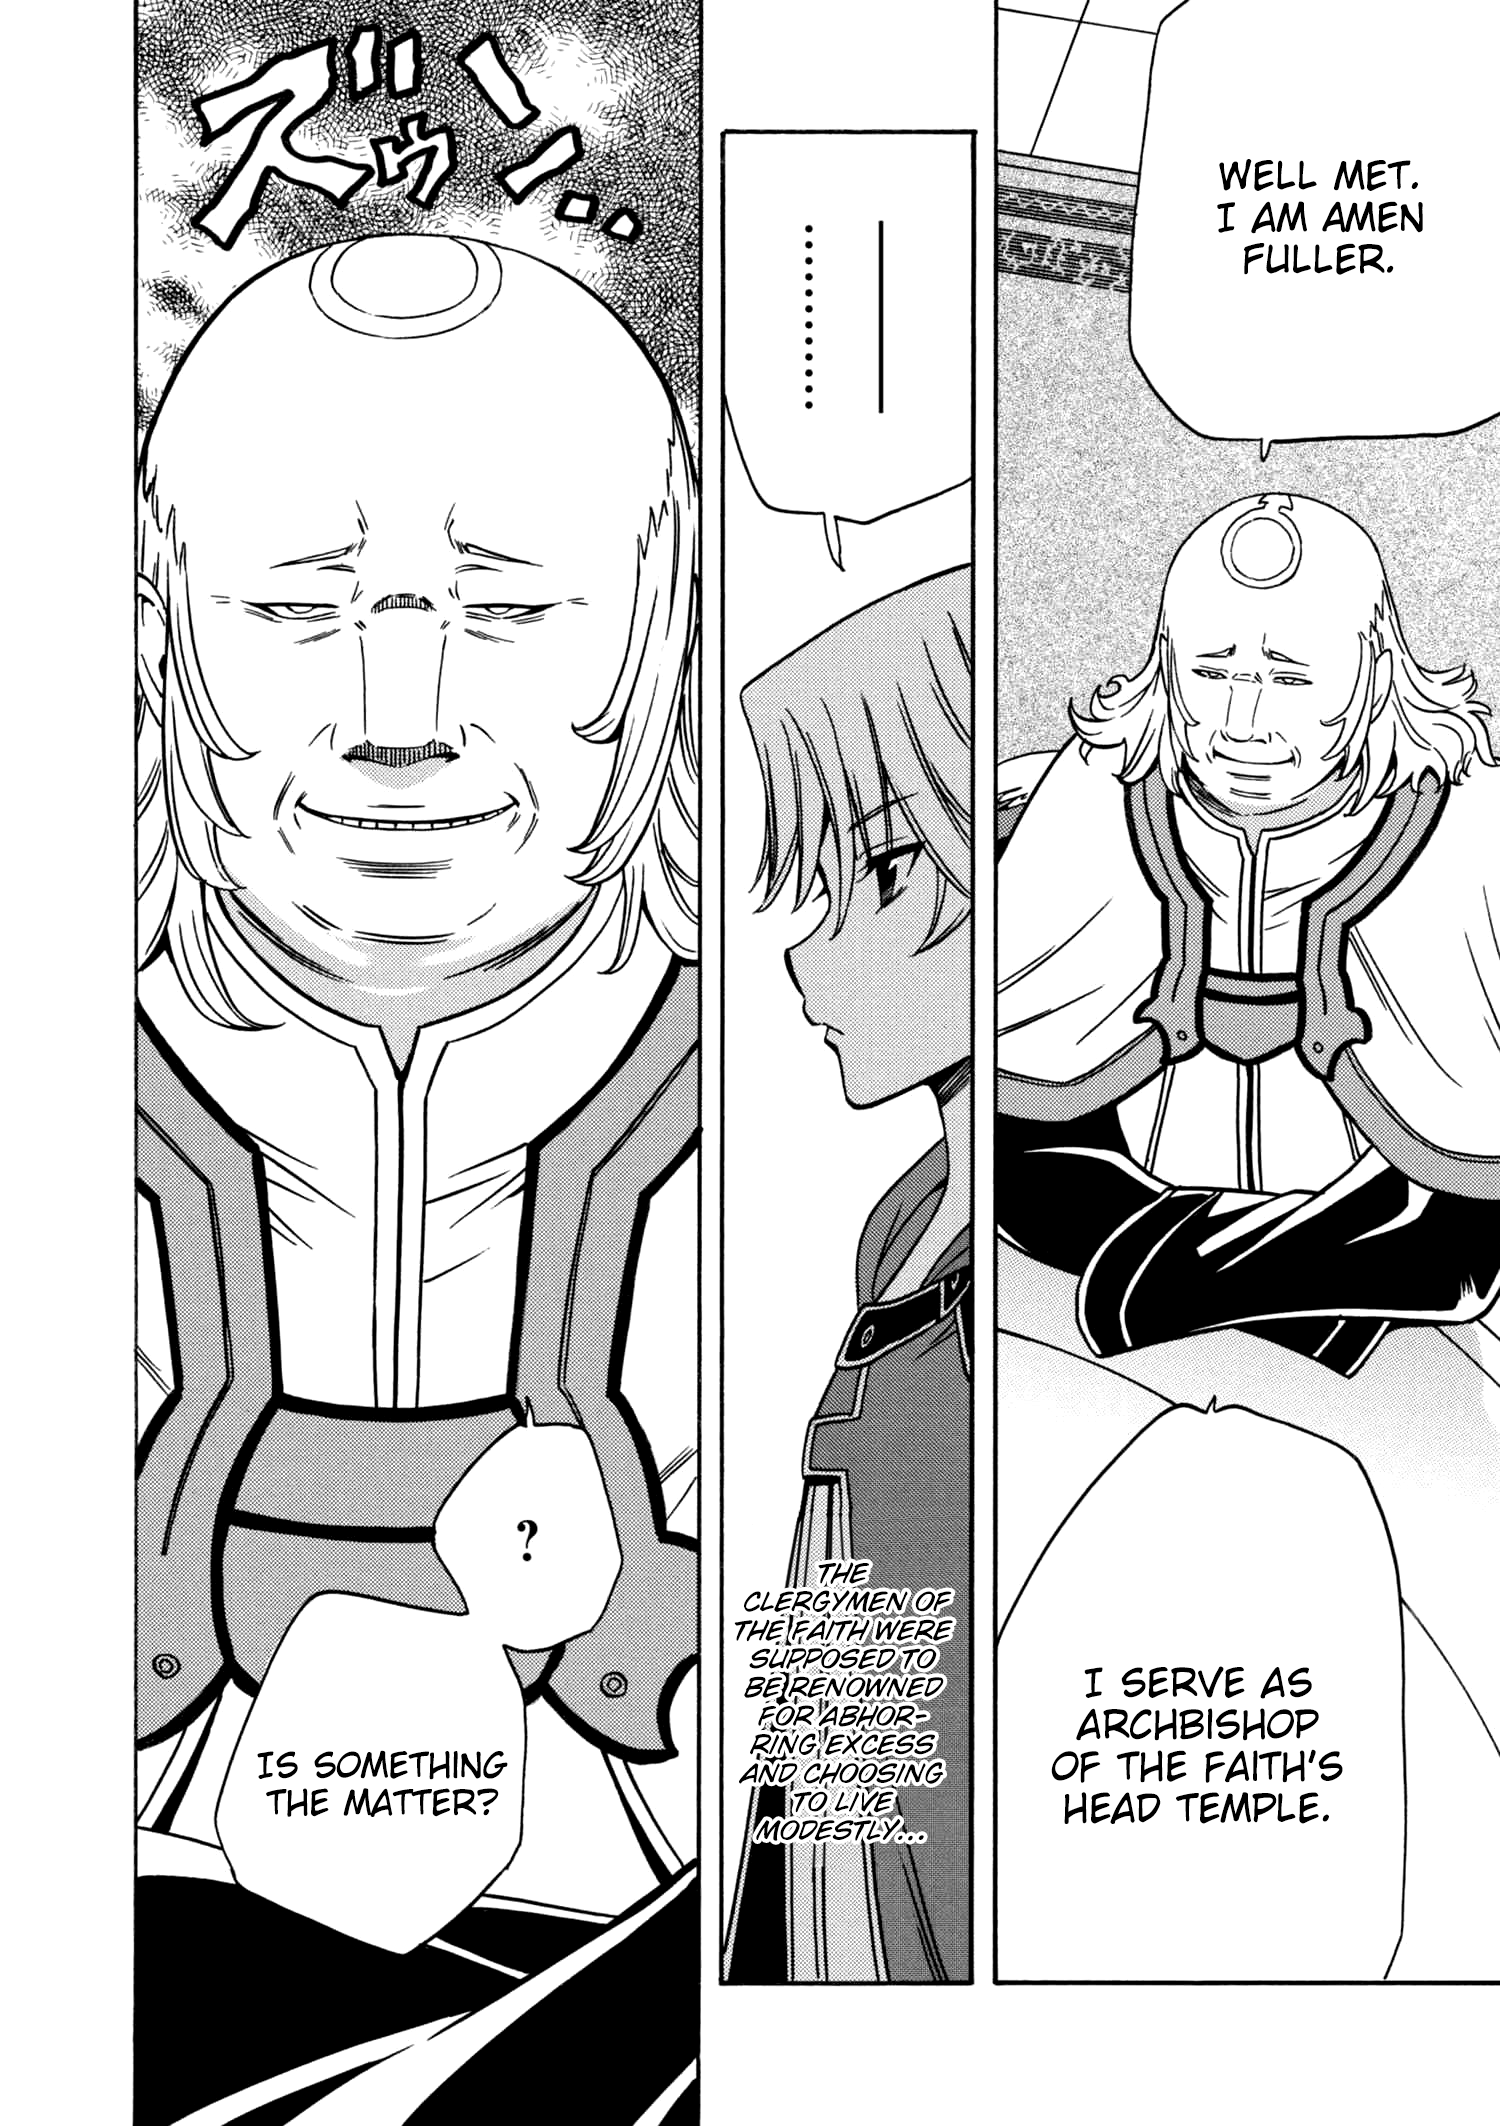 WELL MET.
I AM AMEN
FULLER.
I SERVE AS
ARCHBISHOP
OF THE FAITH'S
HEAD TEMPLE.
—
............
THE
CLERGYMEN OF
THE FAITH WERE
SUPPOSED TO
BE RENOWNED
FOR ABHOR-
RING EXCESS
AND CHOOSING
TO LIVE
MODESTLY...
ズゥン..
?
IS SOMETHING
THE MATTER?